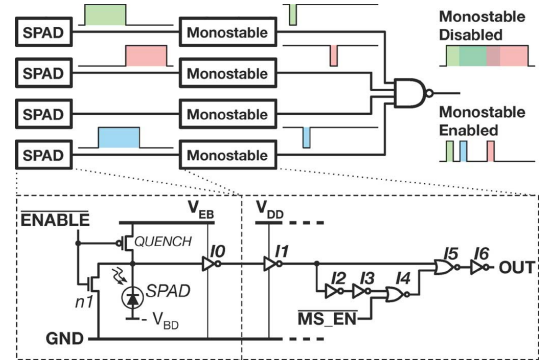 SPAD
Monostable
SPAD
Monostable
SPAD
Monostable
SPAD
Monostable
Monostable
Disabled
Monostable
Enabled
ENABLE
V_EB
V_DD
QUENCH
I0
I1
I2
I3
I4
I5
I6
OUT
n1
SPAD
- V_BD
MS_EN
GND